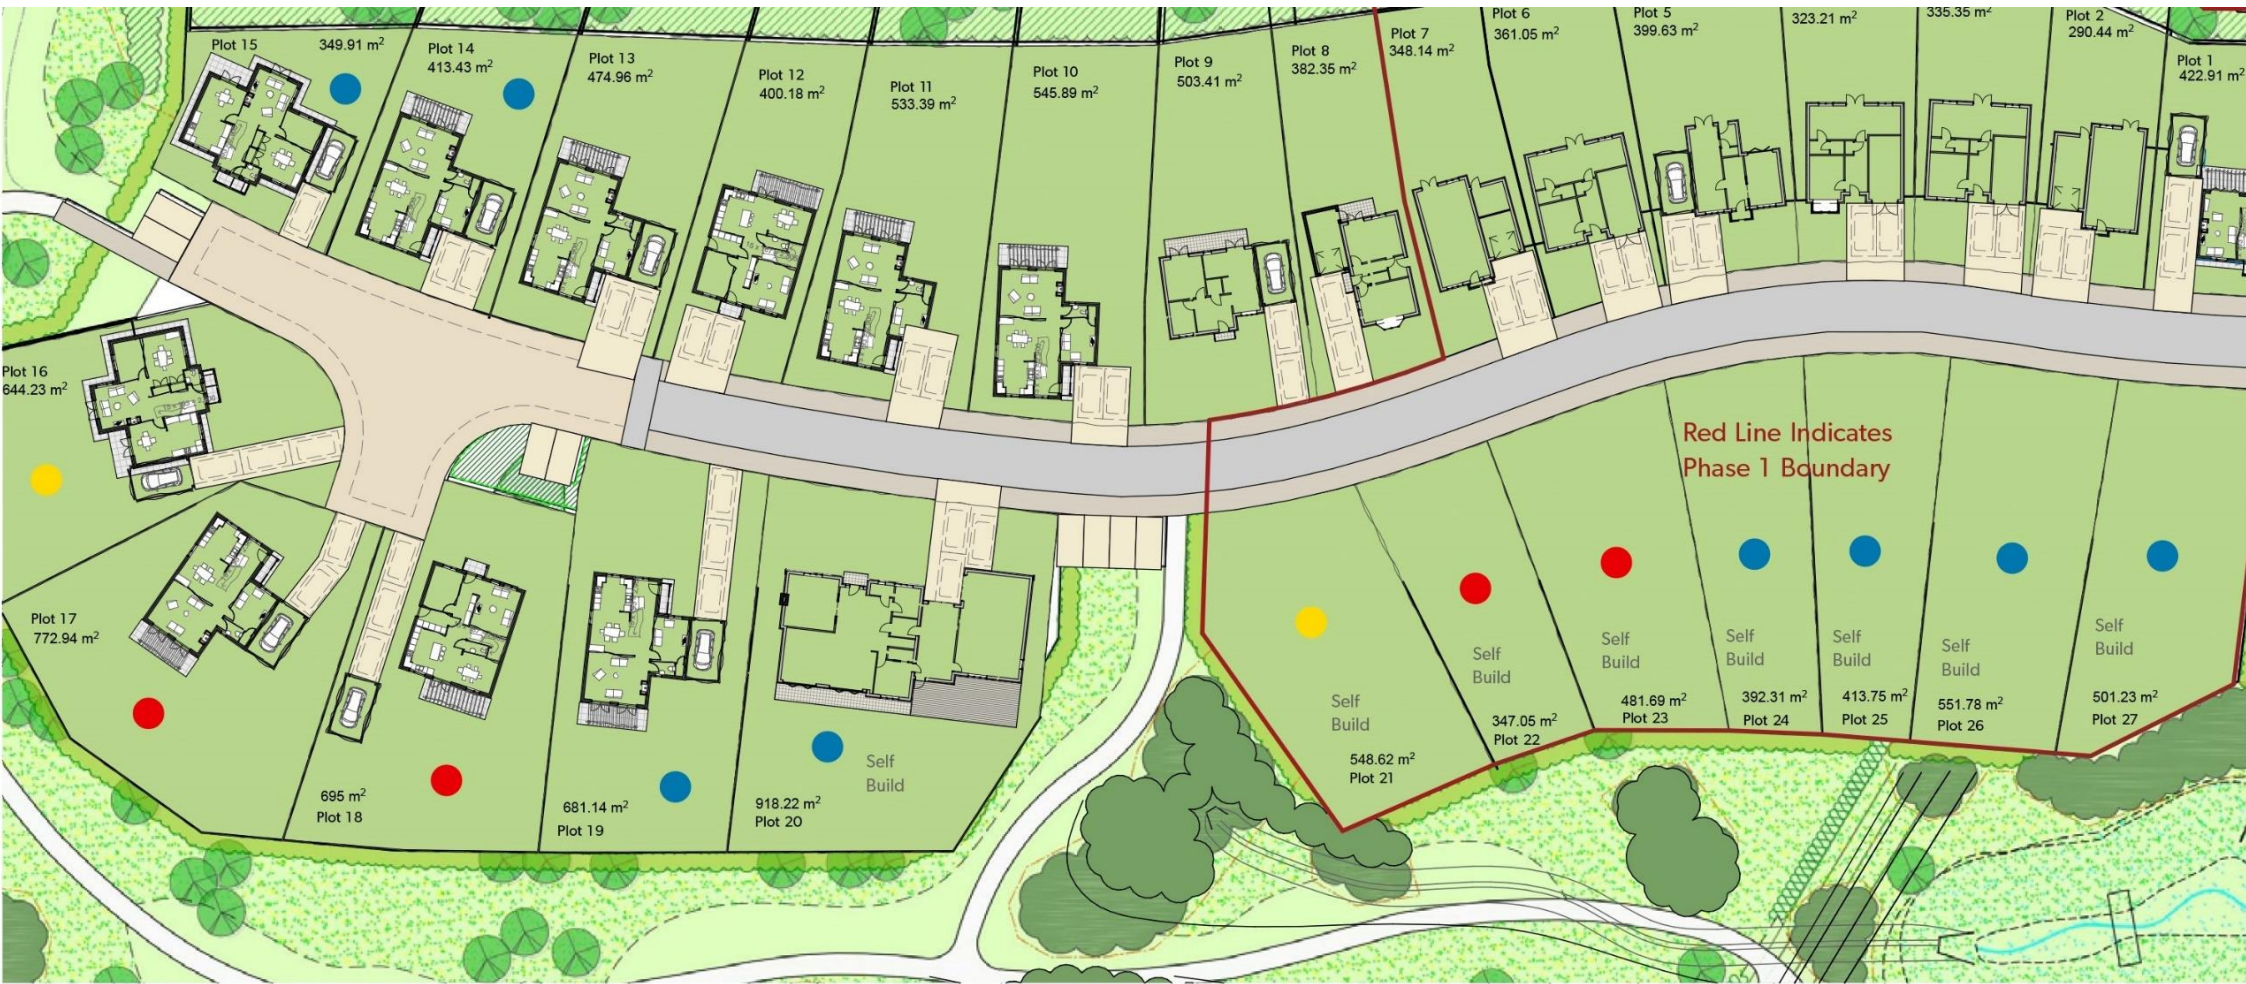 Plot 15
349.91 m²
Plot 14
413.43 m²
Plot 13
474.96 m²
Plot 12
400.18 m²
Plot 11
533.39 m²
Plot 10
545.89 m²
Plot 9
503.41 m²
Plot 8
382.35 m²
Plot 7
348.14 m²
Plot 6
361.05 m²
Plot 5
399.63 m²
323.21 m²
335.35 m²
Plot 2
290.44 m²
Plot 1
422.91 m²
Plot 16
644.23 m²
Red Line Indicates
Phase 1 Boundary
Plot 17
772.94 m²
695 m²
Plot 18
681.14 m²
Plot 19
Self
Build
918.22 m²
Plot 20
Self
Build
548.62 m²
Plot 21
Self
Build
347.05 m²
Plot 22
Self
Build
481.69 m²
Plot 23
Self
Build
392.31 m²
Plot 24
Self
Build
413.75 m²
Plot 25
Self
Build
551.78 m²
Plot 26
Self
Build
501.23 m²
Plot 27